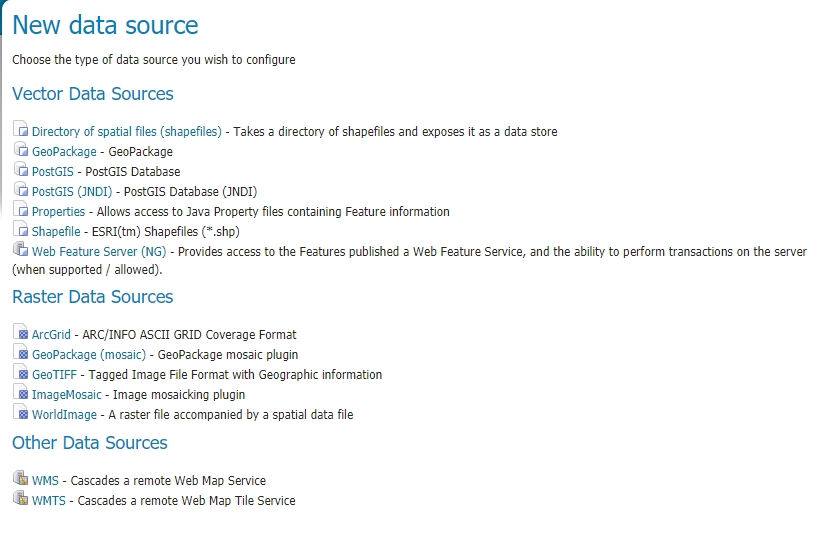 New data source
Choose the type of data source you wish to configure
Vector Data Sources
Directory of spatial files (shapefiles) - Takes a directory of shapefiles and exposes it as a data store
GeoPackage - GeoPackage
PostGIS - PostGIS Database
PostGIS (JNDI) - PostGIS Database (JNDI)
Properties - Allows access to Java Property files containing Feature information
Shapefile - ESRI(tm) Shapefiles (*.shp)
Web Feature Server (NG) - Provides access to the Features published a Web Feature Service, and the ability to perform transactions on the server
(when supported / allowed).
Raster Data Sources
ArcGrid - ARC/INFO ASCII GRID Coverage Format
GeoPackage (mosaic) - GeoPackage mosaic plugin
GeoTIFF - Tagged Image File Format with Geographic information
ImageMosaic - Image mosaicking plugin
WorldImage - A raster file accompanied by a spatial data file
Other Data Sources
WMS - Cascades a remote Web Map Service
WMTS - Cascades a remote Web Map Tile Service